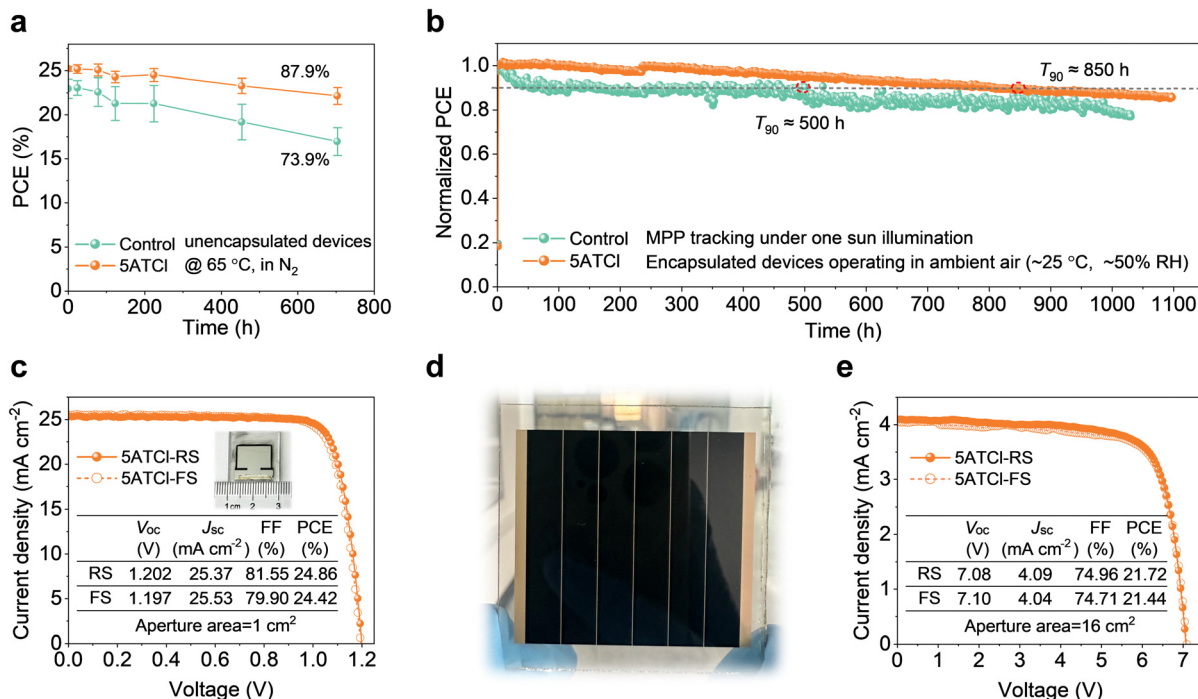 a
PCE (%)
30
25
20
15
10
5
0
87.9%
73.9%
Control unencapsulated devices
5ATCl @ 65 °C, in N2
0 200 400 600 800
Time (h)
b
Normalized PCE
1.0
0.8
0.6
0.4
0.2
T90 ≈ 850 h
T90 ≈ 500 h
Control MPP tracking under one sun illumination
5ATCl Encapsulated devices operating in ambient air (~25 °C, ~50% RH)
0 100 200 300 400 500 600 700 800 900 1000 1100
Time (h)
c
Current density (mA cm-2)
25
20
15
10
5
0
5ATCl-RS
5ATCl-FS
1cm 2 3
Voc Jsc FF PCE
(V) (mA cm-2) (%) (%)
RS 1.202 25.37 81.55 24.86
FS 1.197 25.53 79.90 24.42
Aperture area=1 cm2
0.0 0.2 0.4 0.6 0.8 1.0 1.2
Voltage (V)
d
e
Current density (mA cm-2)
4
3
2
1
0
5ATCl-RS
5ATCl-FS
Voc Jsc FF PCE
(V) (mA cm-2) (%) (%)
RS 7.08 4.09 74.96 21.72
FS 7.10 4.04 74.71 21.44
Aperture area=16 cm2
0 1 2 3 4 5 6 7
Voltage (V)